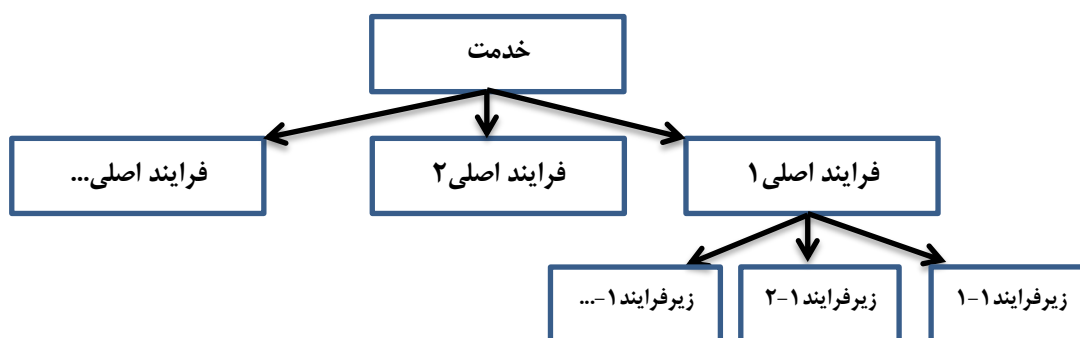 خدمت
فرایند اصلی۱
فرایند اصلی۲
فرایند اصلی...
زیرفرایند۱-۱
زیرفرایند۱-۲
زیرفرایند۱-...